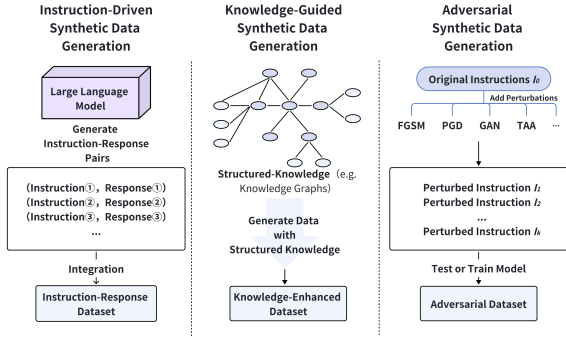 Instruction-Driven
Synthetic Data
Generation
Large Language
Model
Generate
Instruction-Response
Pairs
(Instruction①, Response①)
(Instruction②, Response②)
(Instruction③, Response③)
...
Integration
Instruction-Response
Dataset
Knowledge-Guided
Synthetic Data
Generation
Structured-Knowledge (e.g.
Knowledge Graphs)
Generate Data
with
Structured Knowledge
Knowledge-Enhanced
Dataset
Adversarial
Synthetic Data
Generation
Original Instructions I₀
Add Perturbations
FGSM PGD GAN TAA ...
Perturbed Instruction I₁
Perturbed Instruction I₂
...
Perturbed Instruction Iₖ
Test or Train Model
Adversarial Dataset